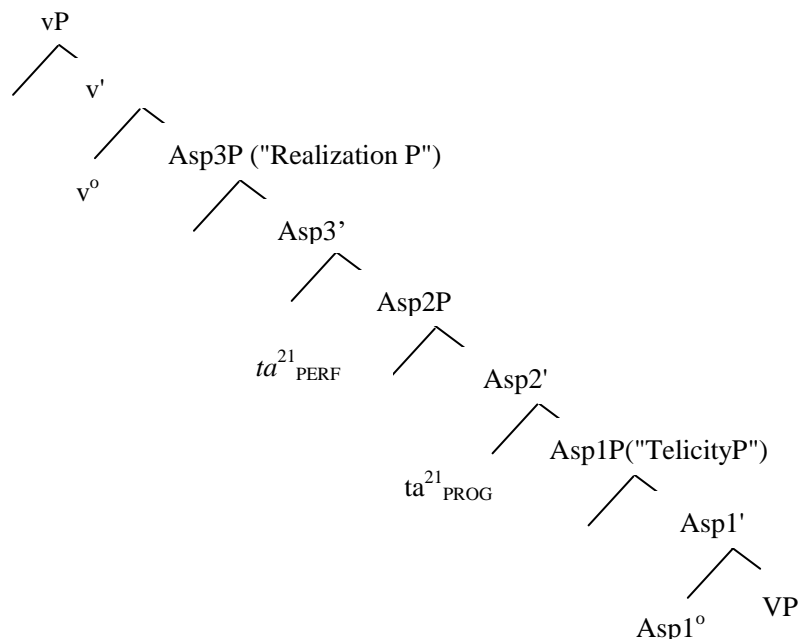 vP
v'
v°
Asp3P ("Realization P")
Asp3’
Asp2P
ta²¹PERF
Asp2'
Asp1P("TelicityP")
ta²¹PROG
Asp1'
VP
Asp1°